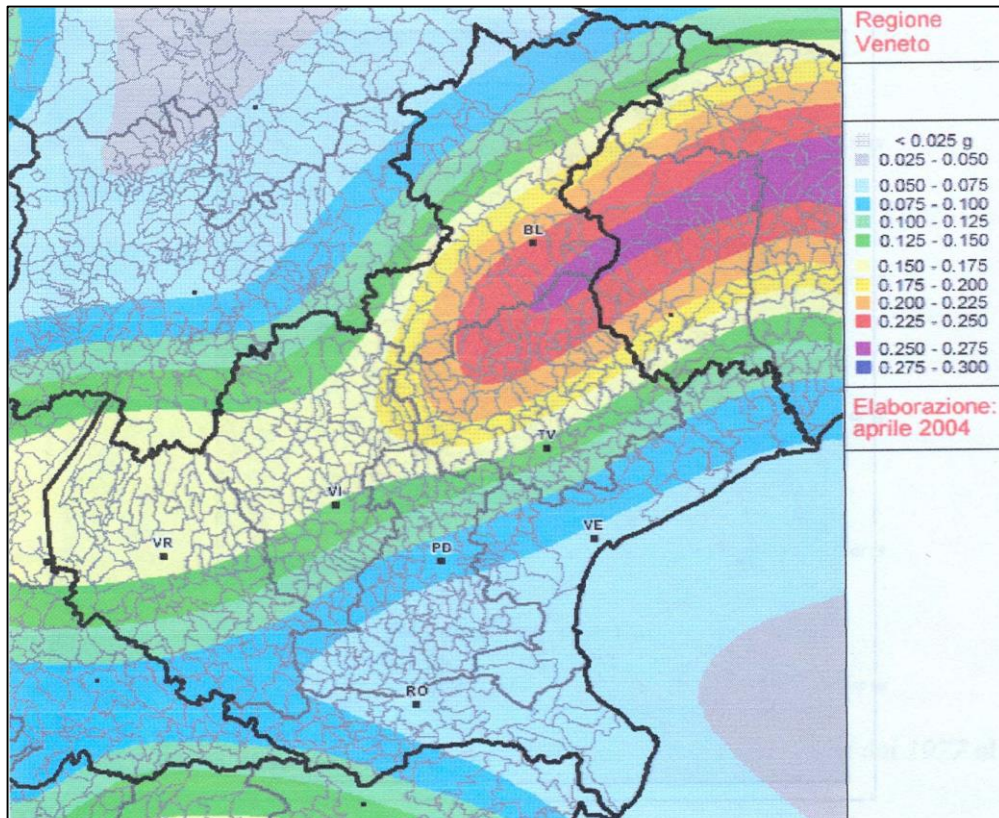 Regione
Veneto
< 0.025 g
0.025 - 0.050
0.050 - 0.075
0.075 - 0.100
0.100 - 0.125
0.125 - 0.150
0.150 - 0.175
0.175 - 0.200
0.200 - 0.225
0.225 - 0.250
0.250 - 0.275
0.275 - 0.300
Elaborazione:
aprile 2004
BL
TV
VI
VE
VR
PD
RO
1977 al